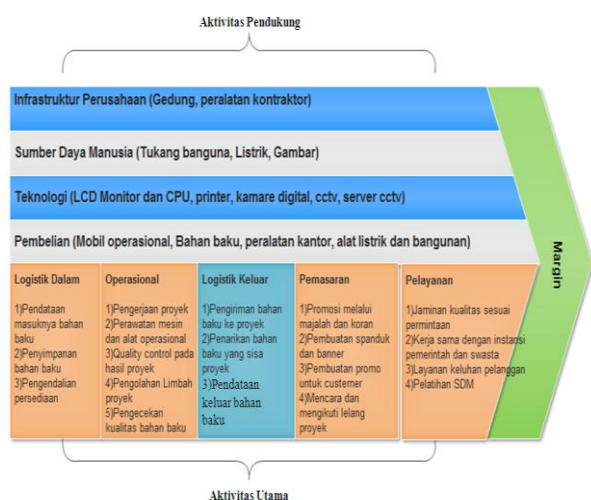 Aktivitas Pendukung
Infrastruktur Perusahaan (Gedung, peralatan kontraktor)
Sumber Daya Manusia (Tukang banguna, Listrik, Gambar)
Teknologi (LCD Monitor dan CPU, printer, kamare digital, cctv, server cctv)
Pembelian (Mobil operasional, Bahan baku, peralatan kantor, alat listrik dan bangunan)
Margin
Logistik Dalam
1)Pendataan
masuknya bahan
baku
2)Penyimpanan
bahan baku
3)Pengendalian
persediaan
Operasional
1)Pengerjaan proyek
2)Perawatan mesin
dan alat operasional
3)Quality control pada
hasil proyek
4)Pengolahan Limbah
proyek
5)Pengecekan
kualitas bahan baku
Logistik Keluar
1)Pengiriman bahan
baku ke proyek
2)Penarikan bahan
baku yang sisa
proyek
3)Pendataan
keluar bahan
baku
Pemasaran
1)Promosi melalui
majalah dan koran
2)Pembuatan spanduk
dan banner
3)Pembuatan promo
untuk custemer
4)Mencara dan
mengikuti lelang
proyek
Pelayanan
1)Jaminan kualitas sesuai
permintaan
2)Kerja sama dengan instansi
pemerintah dan swasta
3)Layanan keluhan pelanggan
4)Pelatihan SDM
Aktivitas Utama